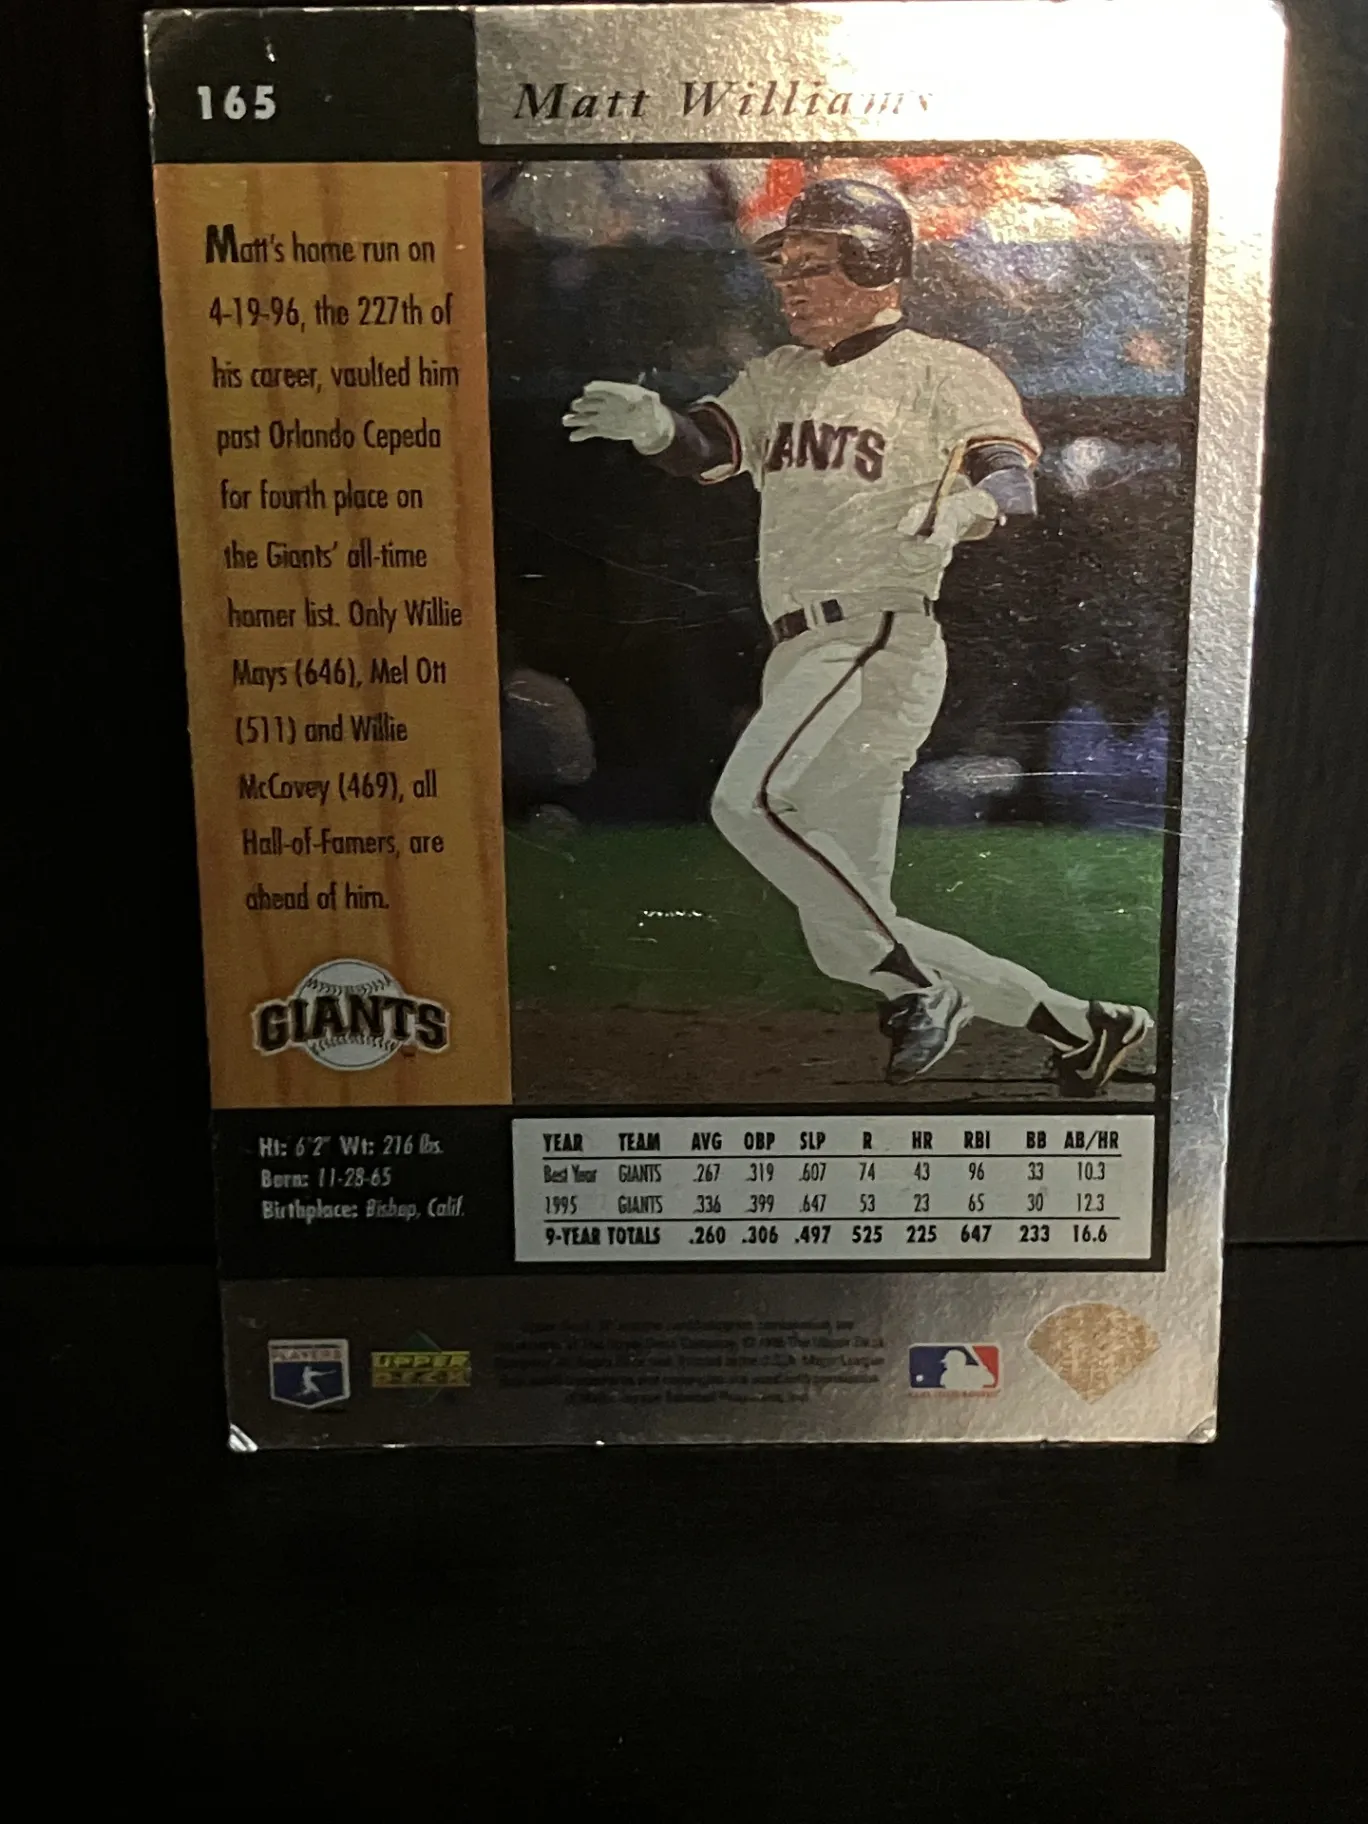 165
Matt Williams
Matt's home run on
4-19-96, the 227th of
his career, vaulted him
past Orlando Cepeda
for fourth place on
the Giants' all-time
homer list. Only Willie
Mays (646), Mel Ott
(511) and Willie
McCovey (469), all
Hall-of-Famers, are
ahead of him.
GIANTS
GIANTS
Ht: 6'2" Wt: 216 lbs.
Born: 11-28-65
Birthplace: Bishop, Calif.
YEAR TEAM AVG OBP SLP R HR RBI BB AB/HR
Best Year GIANTS .267 .319 .607 74 43 96 33 10.3
1995 GIANTS .336 .399 .647 53 23 65 30 12.3
9-YEAR TOTALS .260 .306 .497 525 225 647 233 16.6
PLAYERS
UPPER
DECK